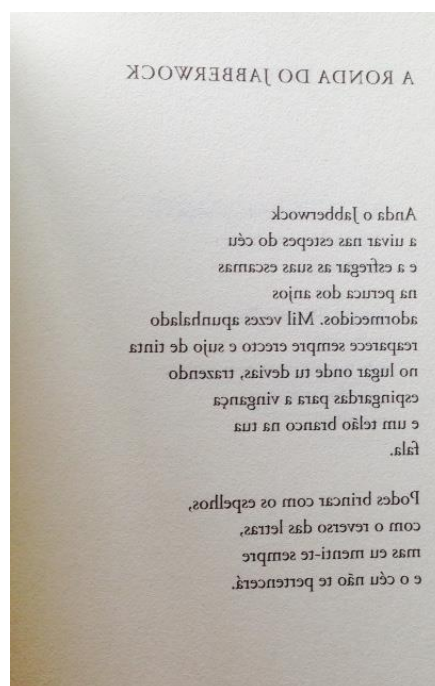 A RONDA DO JABBERWOCK
Anda o Jabberwock
a uivar nas estepes do céu
e a esfregar as suas escamas
na peruca dos anjos
adormecidos. Mil vezes apunhalado
reaparece sempre erecto e sujo de tinta
no lugar onde tu devias, trazendo
espingardas para a vingança
e um telão branco na tua
fala.
Podes brincar com os espelhos,
com o reverso das letras,
mas eu menti-te sempre
e o céu não te pertencerá.